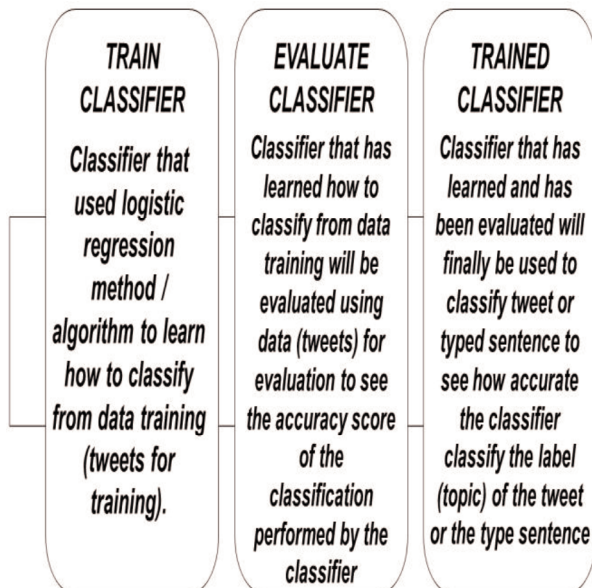 TRAIN
CLASSIFIER
Classifier that
used logistic
regression
method /
algorithm to learn
how to classify
from data training
(tweets for
training).
EVALUATE
CLASSIFIER
Classifier that has
learned how to
classify from data
training will be
evaluated using
data (tweets) for
evaluation to see
the accuracy score
of the
classification
performed by the
classifier
TRAINED
CLASSIFIER
Classifier that has
learned and has
been evaluated will
finally be used to
classify tweet or
typed sentence to
see how accurate
the classifier
classify the label
(topic) of the tweet
or the type sentence